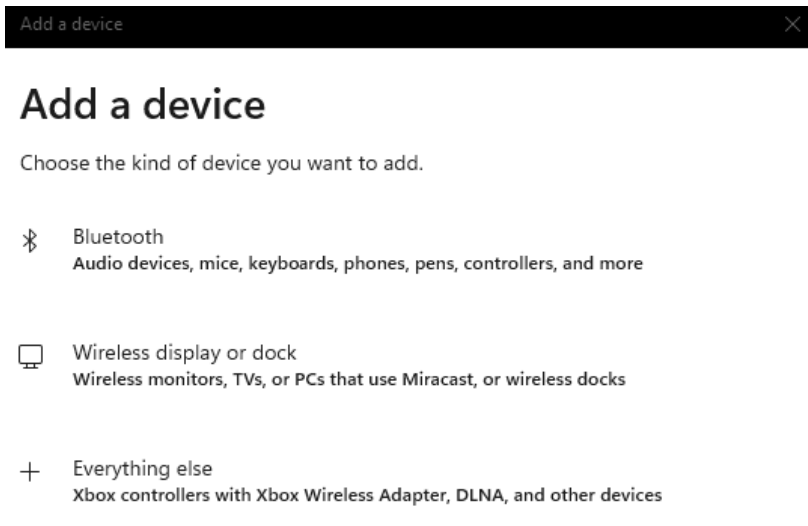 Add a device
Add a device
Choose the kind of device you want to add.
Bluetooth
Audio devices, mice, keyboards, phones, pens, controllers, and more
Wireless display or dock
Wireless monitors, TVs, or PCs that use Miracast, or wireless docks
Everything else
Xbox controllers with Xbox Wireless Adapter, DLNA, and other devices